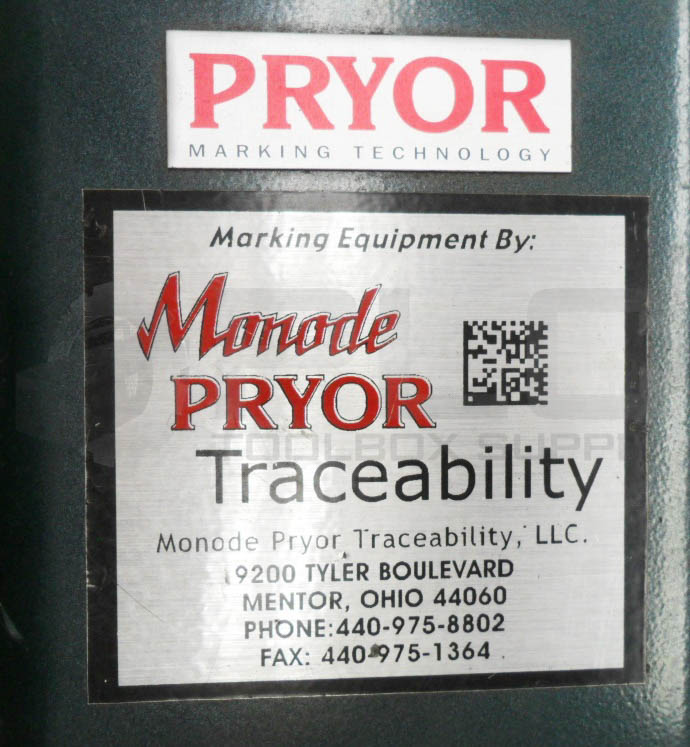 PRYOR
MARKING TECHNOLOGY
Marking Equipment By:
Monode
PRYOR
Traceability
Monode Pryor Traceability, LLC.
9200 TYLER BOULEVARD
MENTOR, OHIO 44060
PHONE:440-975-8802
FAX: 440-975-1364